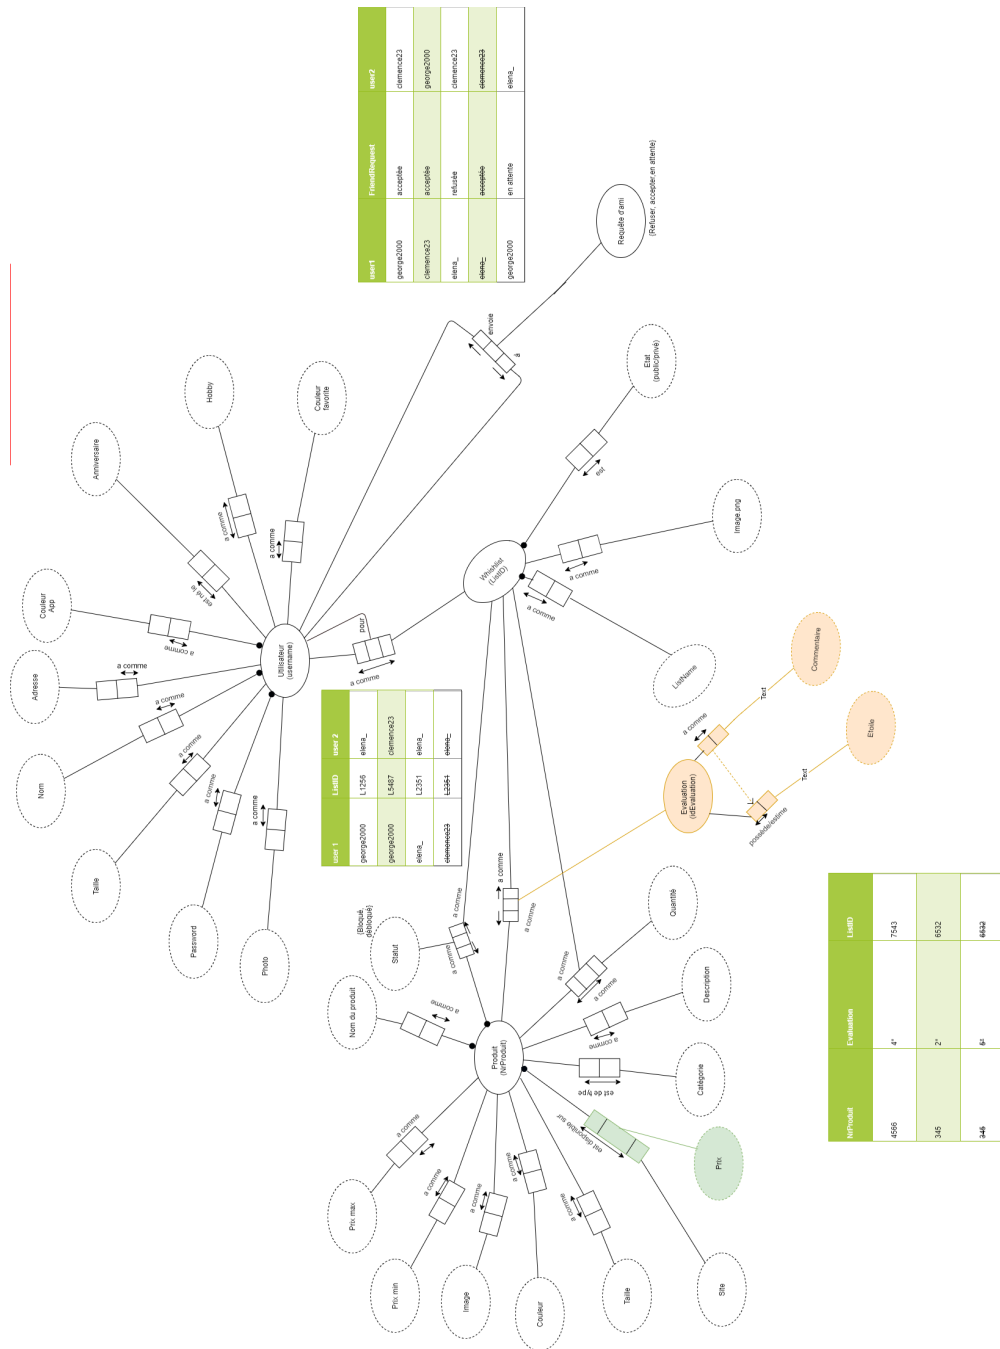 user1 FriendRequest user2
george2000 acceptée clemence23
clemence23 acceptée george2000
elena_ refusée clemence23
elena_ acceptée clemence23
george2000 en attente elena_
Requête d'ami
(Refuser, accepter,en attente)
envoie
à
Hobby
a comme
Couleur
favorite
a comme
Anniversaire
est né le
Couleur
App
a comme
Adresse
a comme
Nom
a comme
Taille
a comme
Password
a comme
Photo
a comme
Utilisateur
(username)
pour
a comme
Etat
(public/privé)
est
Image.png
a comme
Whishlist
(ListID)
ListName
a comme
user 1 ListID user 2
george2000 L1256 elena_
george2000 L5487 clemence23
elena_ L2351 elena_
clemence23 L2351 elena_
Commentaire
Text
a comme
Etoile
Text
possède/estime
Evaluation
(idEvaluation)
a comme
a comme
(Bloqué,
débloqué)
Statut
a comme
a comme
Quantité
a comme
a comme
Nom du produit
a comme
Produit
(NrProduit)
Description
a comme
Catégorie
est de type
Prix
est disponible sur
Site
Taille
a comme
Couleur
a comme
Image
a comme
Prix min
a comme
Prix max
a comme
NrProduit Evaluation ListID
4566 4* 7543
345 2* 6532
345 5* 6532